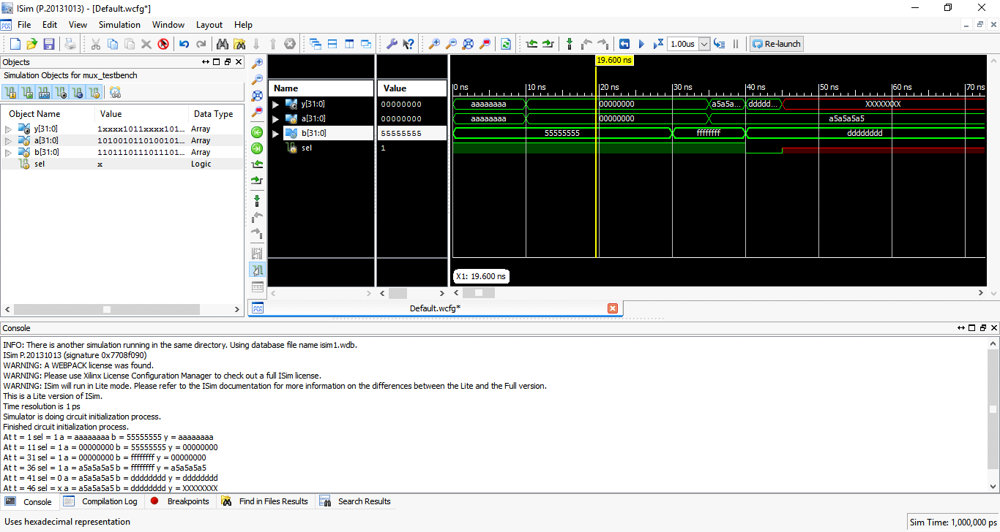 ISim (P.20131013) - [Default.wcfg*]
File Edit View Simulation Window Layout Help
1.00us Re-launch
Objects
Simulation Objects for mux_testbench
Object Name Value Data Type
y[31:0] 1xxxx1011xxxx101... Array
a[31:0] 1010010110100101... Array
b[31:0] 1101110111011101... Array
sel x Logic
19.600 ns
Name Value 0 ns 10 ns 20 ns 30 ns 40 ns 50 ns 60 ns 70 ns
y[31:0] 00000000 aaaaaaaa 00000000 a5a5a... ddddd... XXXXXXXX
a[31:0] 00000000 aaaaaaaa 00000000 a5a5a5a5
b[31:0] 55555555 55555555 ffffffff dddddddd
sel 1
X1: 19.600 ns
Default.wcfg*
Console
INFO: There is another simulation running in the same directory. Using database file name isim1.wdb.
ISim P.20131013 (signature 0x7708f090)
WARNING: A WEBPACK license was found.
WARNING: Please use Xilinx License Configuration Manager to check out a full ISim license.
WARNING: ISim will run in Lite mode. Please refer to the ISim documentation for more information on the differences between the Lite and the Full version.
This is a Lite version of ISim.
Time resolution is 1 ps
Simulator is doing circuit initialization process.
Finished circuit initialization process.
At t = 1 sel = 1 a = aaaaaaaa b = 55555555 y = aaaaaaaa
At t = 11 sel = 1 a = 00000000 b = 55555555 y = 00000000
At t = 31 sel = 1 a = 00000000 b = ffffffff y = 00000000
At t = 36 sel = 1 a = a5a5a5a5 b = ffffffff y = a5a5a5a5
At t = 41 sel = 0 a = a5a5a5a5 b = dddddddd y = dddddddd
At t = 46 sel = x a = a5a5a5a5 b = dddddddd y = XXXXXXXX
Console Compilation Log Breakpoints Find in Files Results Search Results
Uses hexadecimal representation
Sim Time: 1,000,000 ps